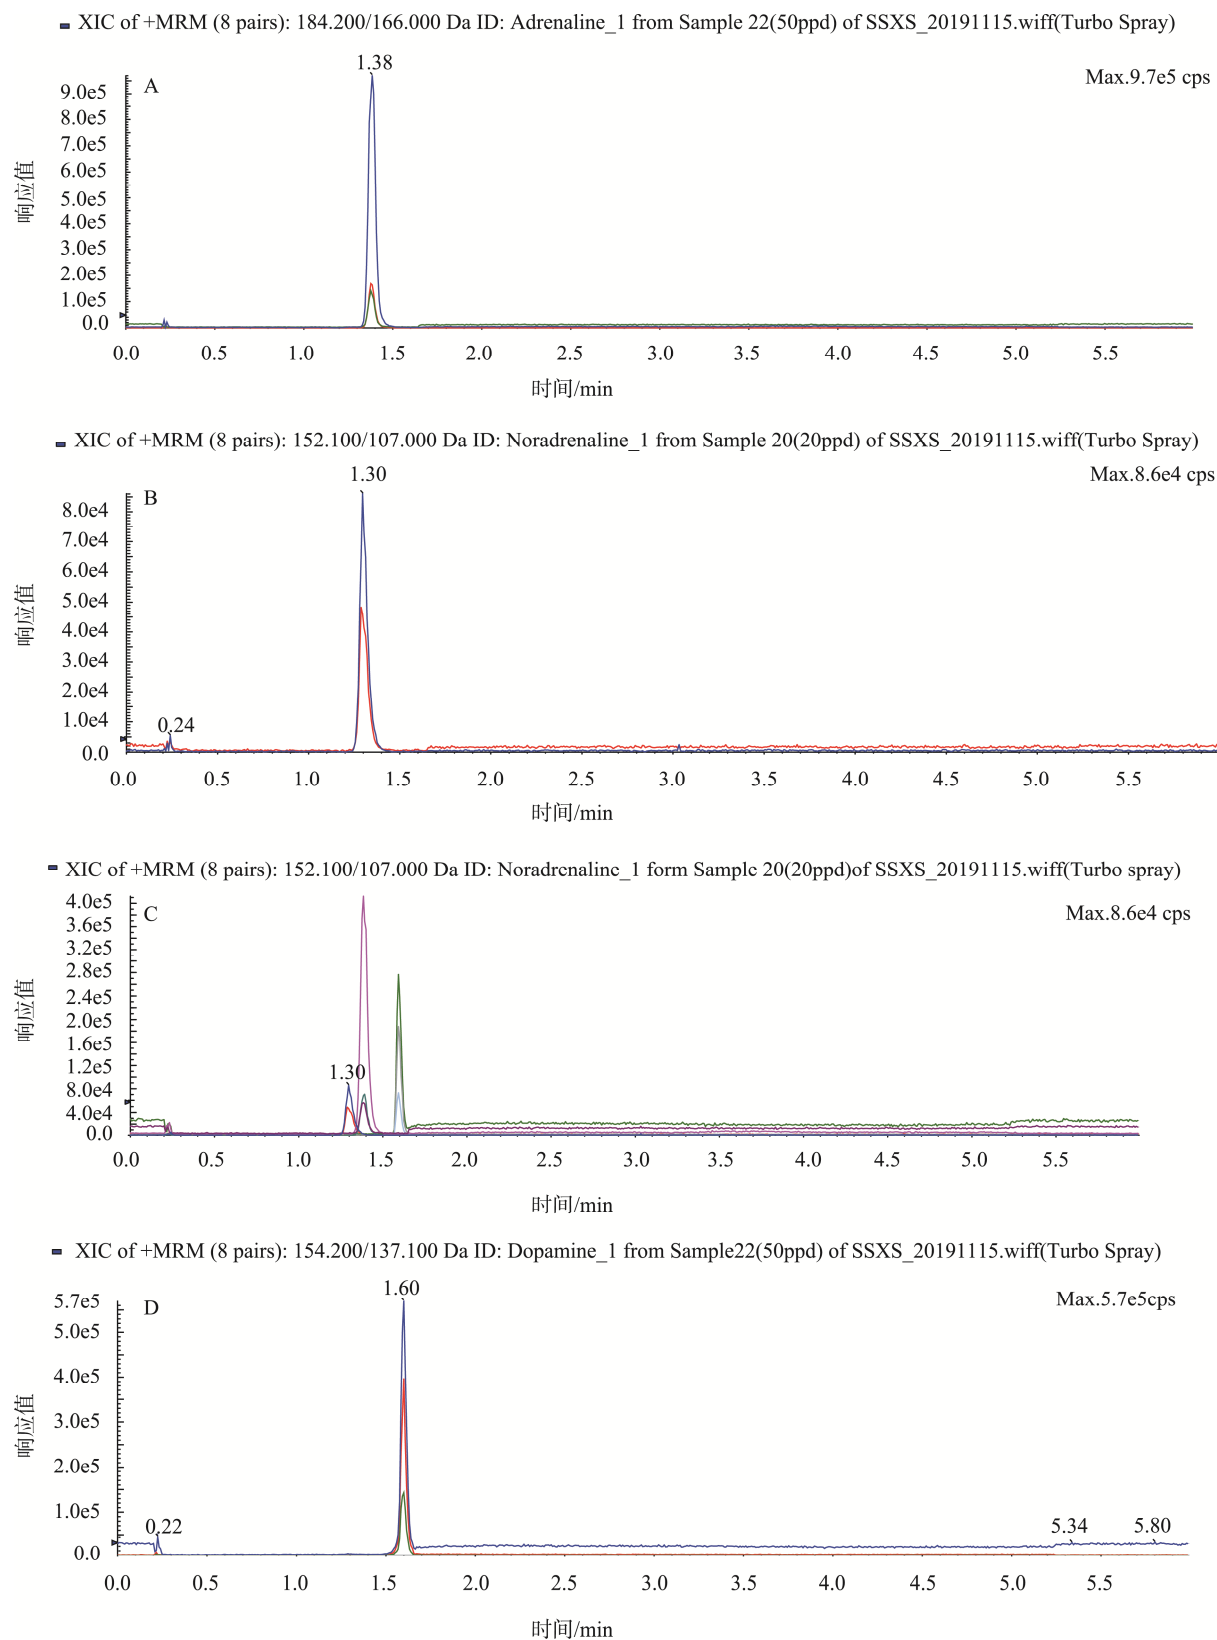 XIC of +MRM (8 pairs): 184.200/166.000 Da ID: Adrenaline_1 from Sample 22(50ppd) of SSXS_20191115.wiff(Turbo Spray)
1.38
A
Max.9.7e5 cps
9.0e5
8.0e5
7.0e5
6.0e5
5.0e5
4.0e5
3.0e5
2.0e5
1.0e5
0.0
响应值
0.0 0.5 1.0 1.5 2.0 2.5 3.0 3.5 4.0 4.5 5.0 5.5
时间/min
XIC of +MRM (8 pairs): 152.100/107.000 Da ID: Noradrenaline_1 from Sample 20(20ppd) of SSXS_20191115.wiff(Turbo Spray)
1.30
Max.8.6e4 cps
B
8.0e4
7.0e4
6.0e4
5.0e4
4.0e4
3.0e4
2.0e4
1.0e4
0.0
响应值
0.24
0.0 0.5 1.0 1.5 2.0 2.5 3.0 3.5 4.0 4.5 5.0 5.5
时间/min
XIC of +MRM (8 pairs): 152.100/107.000 Da ID: Noradrcnalinc_1 form Samplc 20(20ppd)of SSXS_20191115.wiff(Turbo spray)
C
Max.8.6e4 cps
4.0e5
3.6e5
3.2e5
2.8e5
2.4e5
2.0e5
1.6e5
1.2e5
8.0e4
4.0e4
0.0
响应值
1.30
0.0 0.5 1.0 1.5 2.0 2.5 3.0 3.5 4.0 4.5 5.0 5.5
时间/min
XIC of +MRM (8 pairs): 154.200/137.100 Da ID: Dopamine_1 from Sample22(50ppd) of SSXS_20191115.wiff(Turbo Spray)
1.60
D
Max.5.7e5cps
5.7e5
5.0e5
4.0e5
3.0e5
2.0e5
1.0e5
0.0
响应值
0.22
5.34 5.80
0.0 0.5 1.0 1.5 2.0 2.5 3.0 3.5 4.0 4.5 5.0 5.5
时间/min